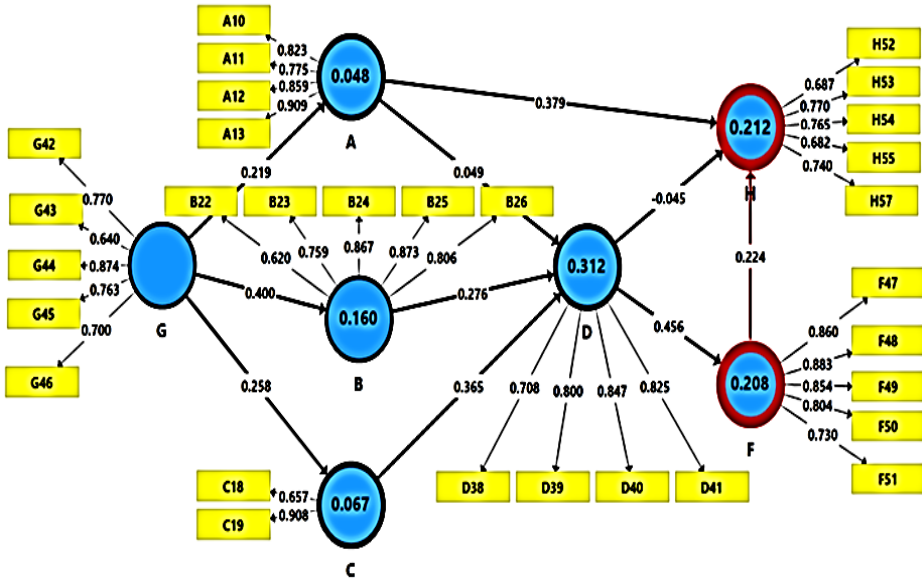 A10
A11
A12
A13
0.823
0.775
0.859
0.909
0.048
A
0.379
H52
H53
H54
H55
H57
0.687
0.770
0.765
0.682
0.740
0.212
H
G42
G43
G44
G45
G46
0.770
0.640
0.874
0.763
0.700
G
0.219
0.049
-0.045
B22
B23
B24
B25
B26
0.620
0.759
0.867
0.873
0.806
0.400
0.160
B
0.276
0.312
D
0.224
0.258
0.365
0.456
0.708
0.800
0.847
0.825
D38
D39
D40
D41
F47
F48
F49
F50
F51
0.860
0.883
0.854
0.804
0.730
0.208
F
C18
C19
0.657
0.908
0.067
C